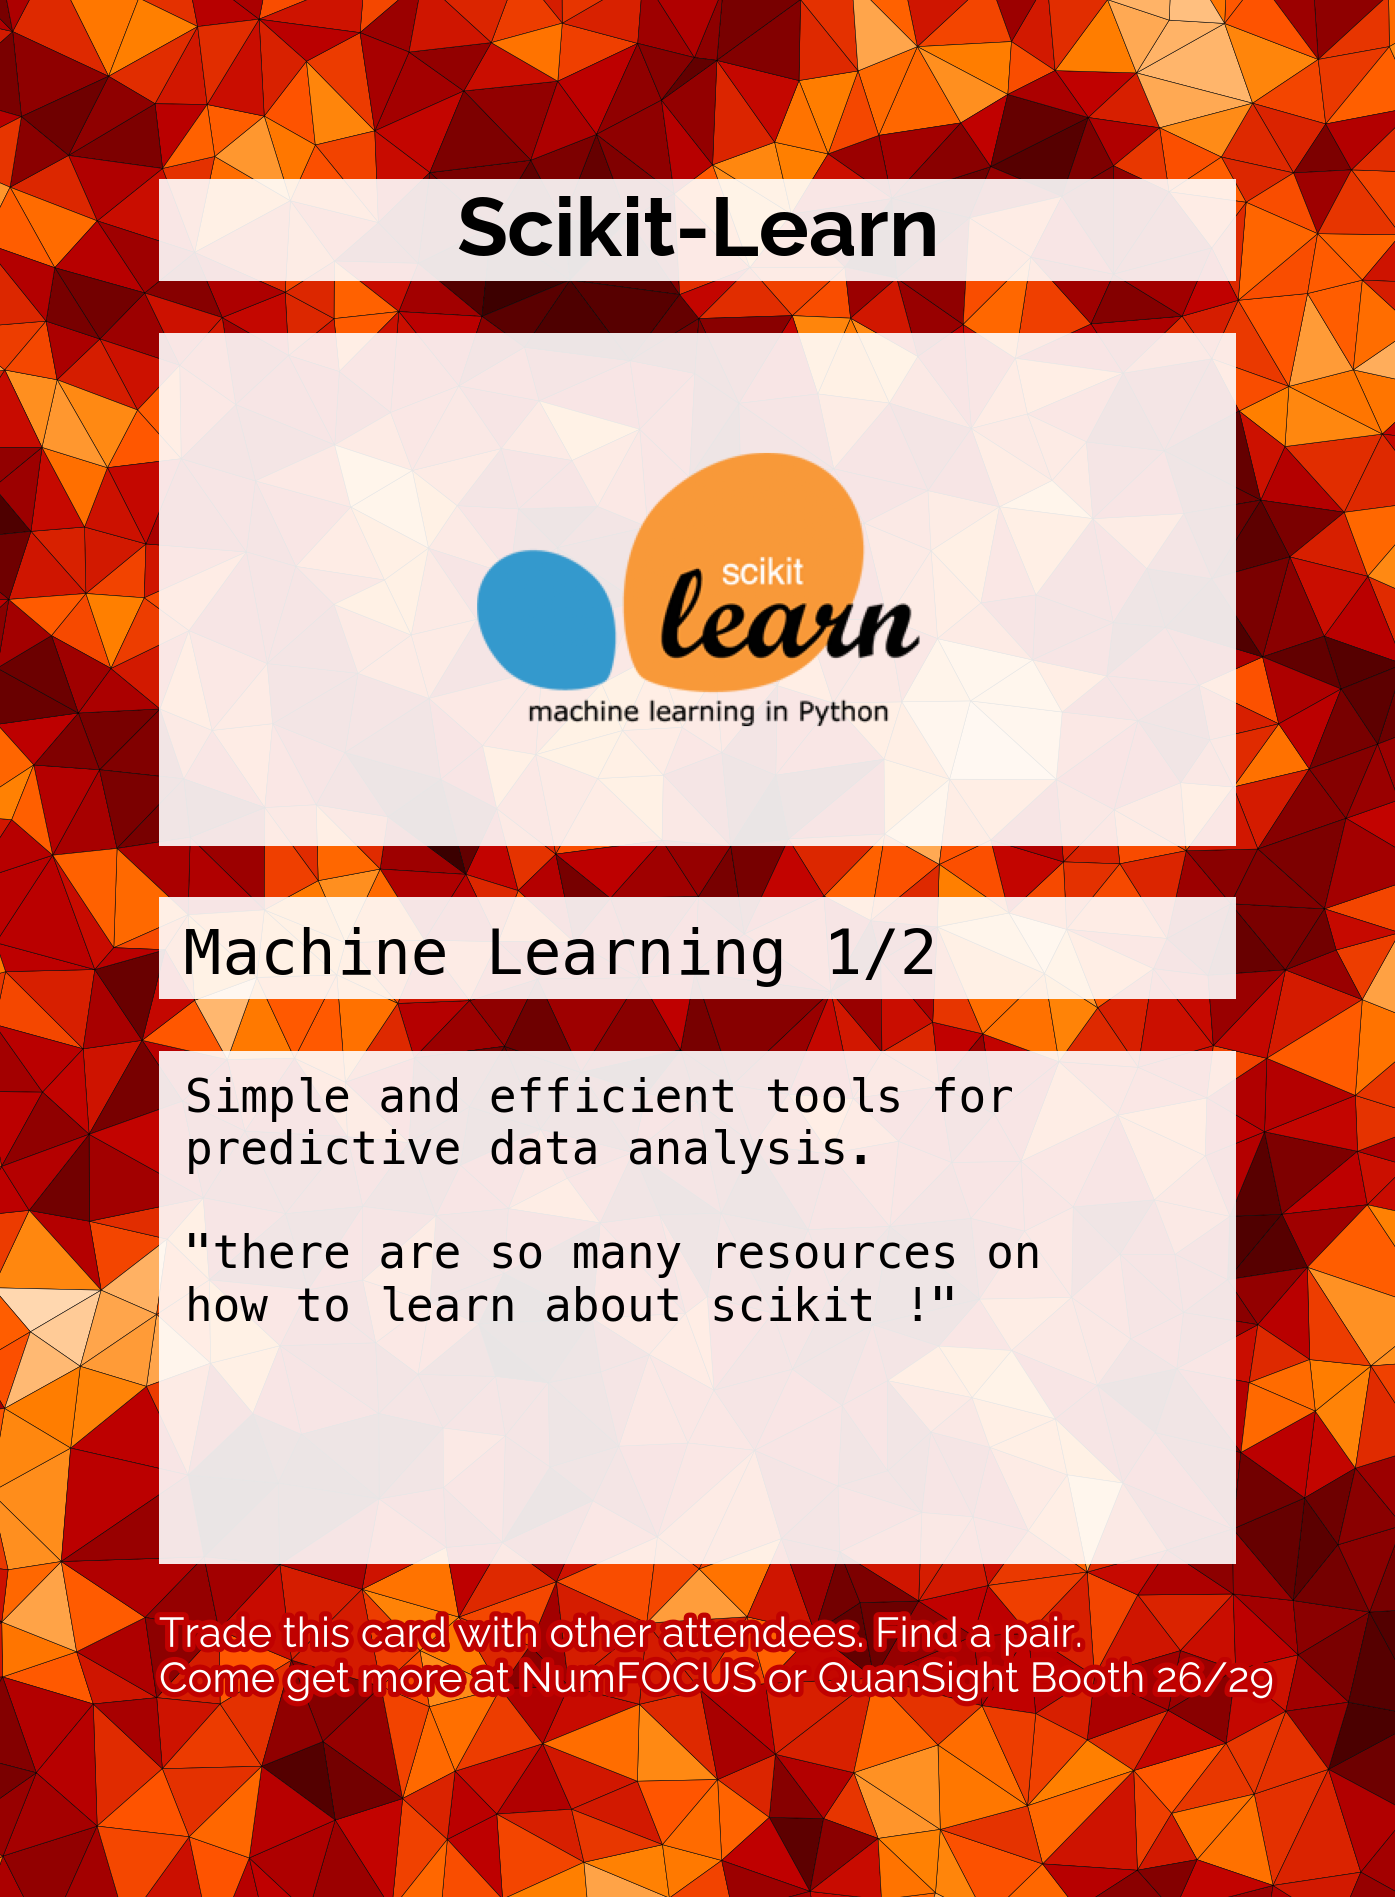 Scikit-Learn
scikit
learn
machine learning in Python
Machine Learning 1/2
Simple and efficient tools for
predictive data analysis.
"there are so many resources on
how to learn about scikit !"
Trade this card with other attendees. Find a pair.
Come get more at NumFOCUS or QuanSight Booth 26/29